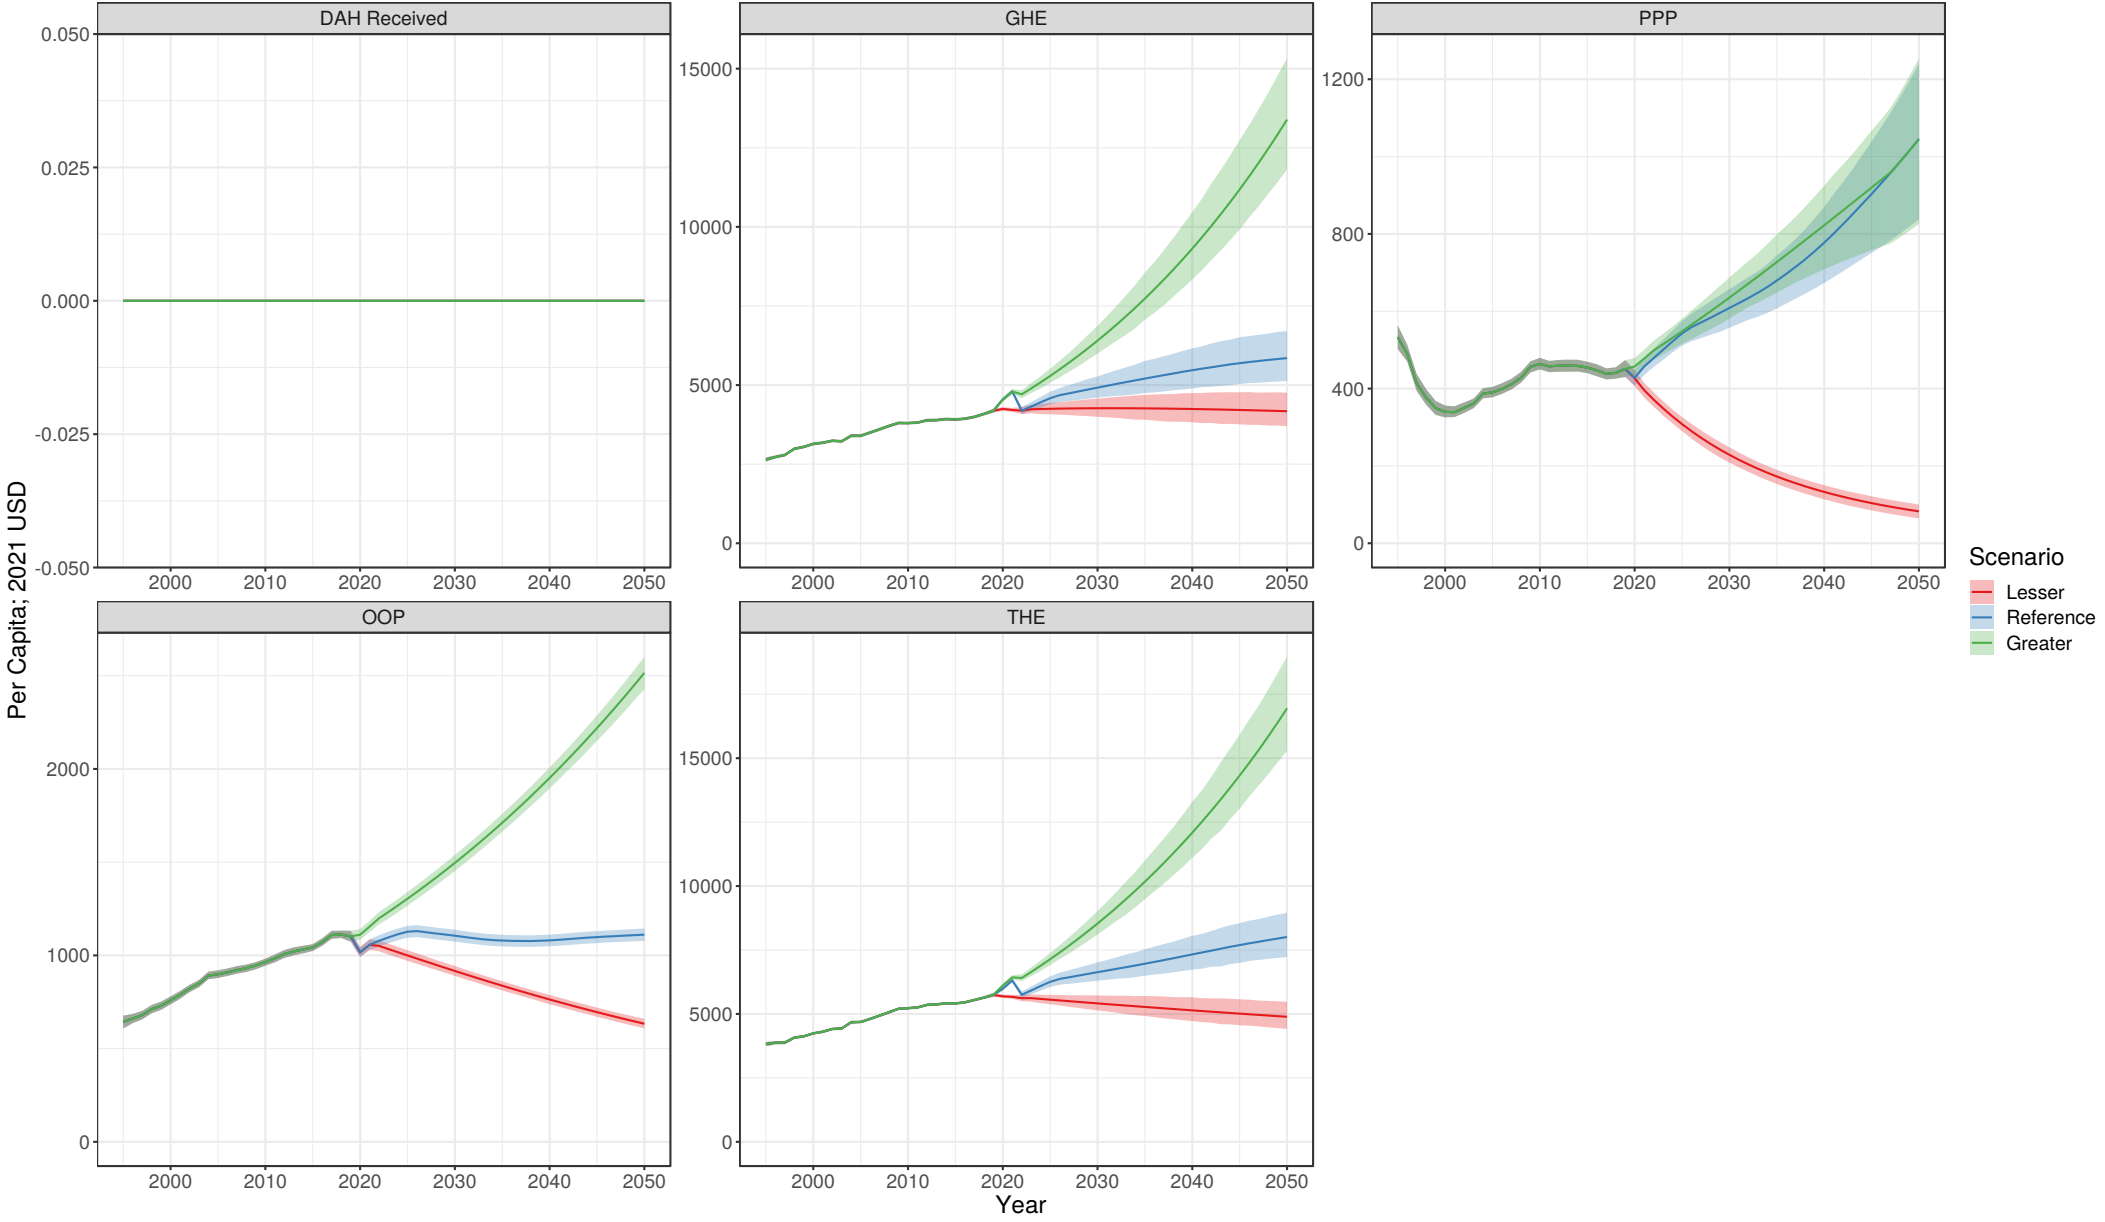 DAH Received
GHE
PPP
0.050
0.025
0.000
-0.025
-0.050
15000
10000
5000
0
1200
800
400
0
2000 2010 2020 2030 2040 2050
2000 2010 2020 2030 2040 2050
2000 2010 2020 2030 2040 2050
Per Capita; 2021 USD
OOP
THE
2000
1000
0
15000
10000
5000
0
2000 2010 2020 2030 2040 2050
2000 2010 2020 2030 2040 2050
Year
Scenario
Lesser
Reference
Greater